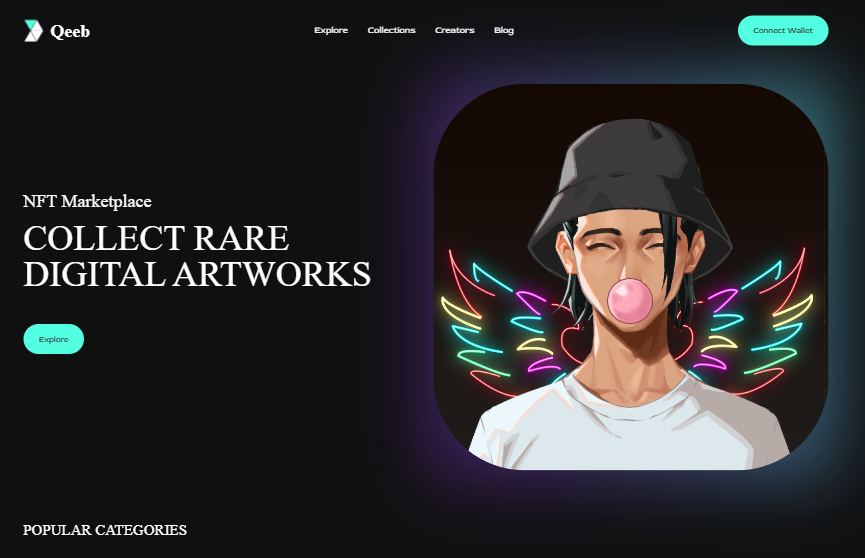 Qeeb
Explore
Collections
Creators
Blog
Connect Wallet
NFT Marketplace
COLLECT RARE
DIGITAL ARTWORKS
Explore
POPULAR CATEGORIES